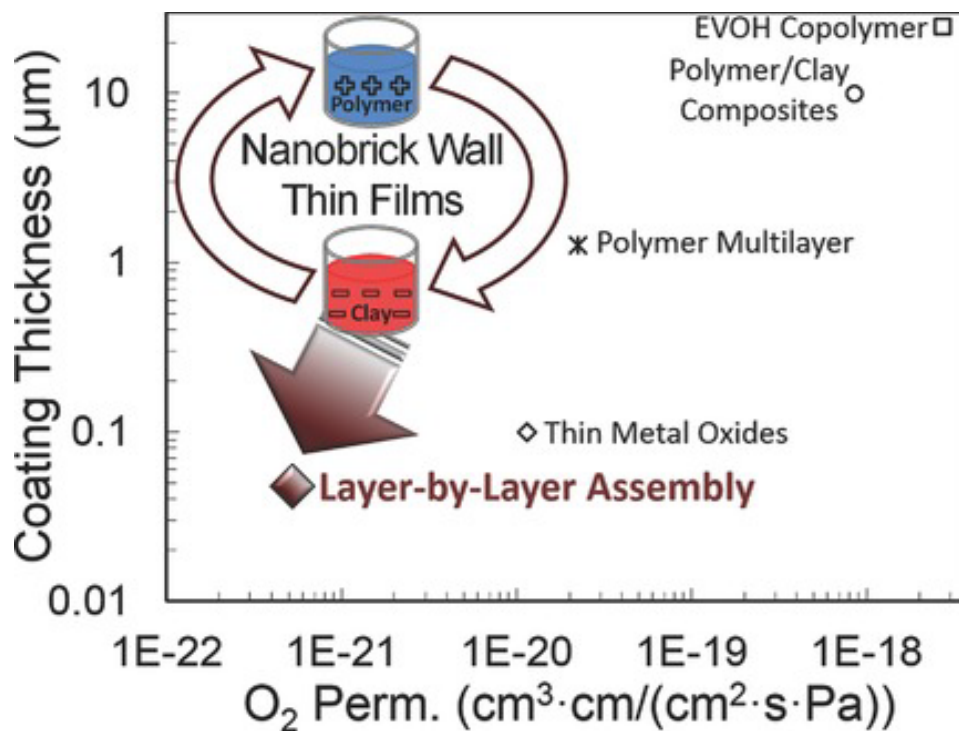 EVOH Copolymer
Polymer/Clay
Composites
Polymer
Nanobrick Wall
Thin Films
Polymer Multilayer
Clay
Thin Metal Oxides
Layer-by-Layer Assembly
Coating Thickness (µm)
10
1
0.1
0.01
1E-22 1E-21 1E-20 1E-19 1E-18
O₂ Perm. (cm³·cm/(cm²·s·Pa))